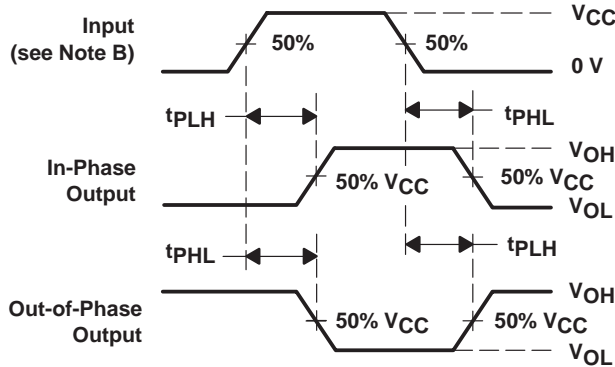 Input
(see Note B)
50%
50%
VCC
0 V
tPLH
tPHL
In-Phase
Output
50% VCC
50% VCC
VOH
VOL
tPHL
tPLH
Out-of-Phase
Output
50% VCC
50% VCC
VOH
VOL